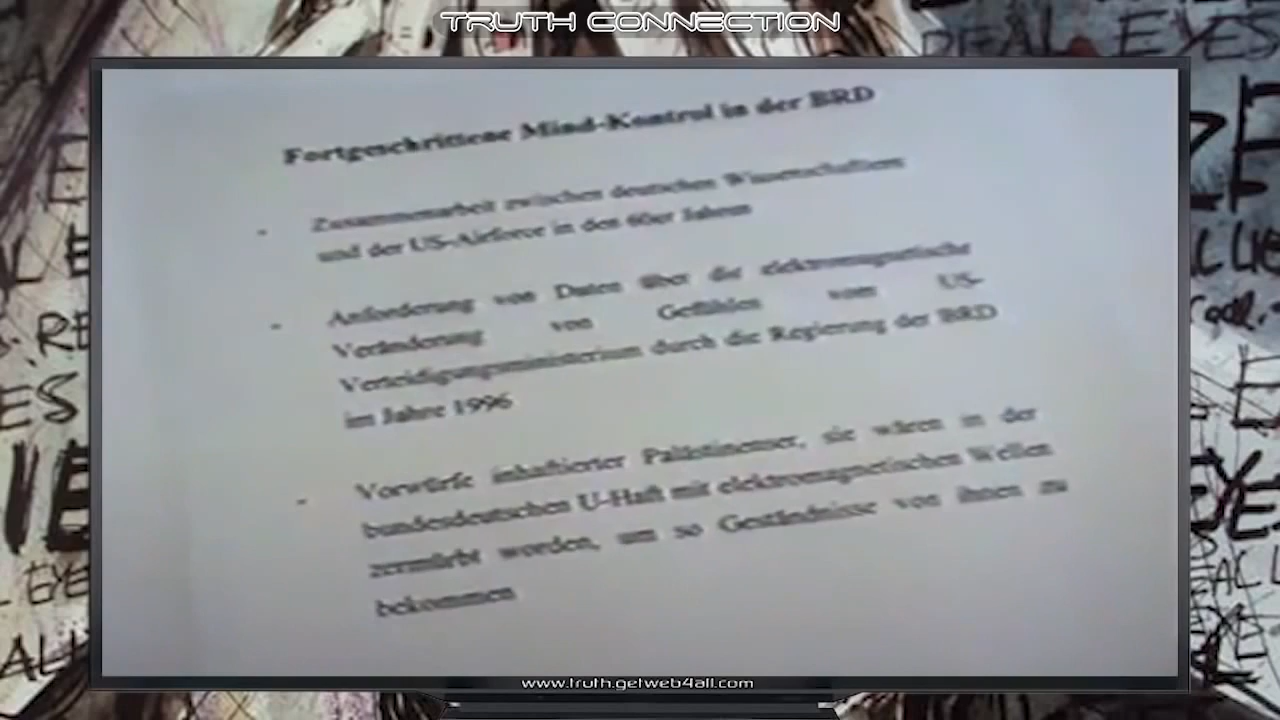 TRUTH CONNECTION
REAL EYES
Fortgeschrittene Mind-Kontrol in der BRD
- Zusammenarbeit zwischen deutschen Wissenschaftlern
und der US-Airforce in den 60er Jahren
- Anforderung von Daten über die elektromagnetische
Veränderung von Gefühlen vom US-
Verteidigungsministerium durch die Regierung der BRD
im Jahre 1996
- Vorwürfe inhaftierter Palästinenser, sie wären in der
bundesdeutschen U-Haft mit elektromagnetischen Wellen
zermürbt worden, um so Geständnisse von ihnen zu
bekommen
www.truth.getweb4all.com